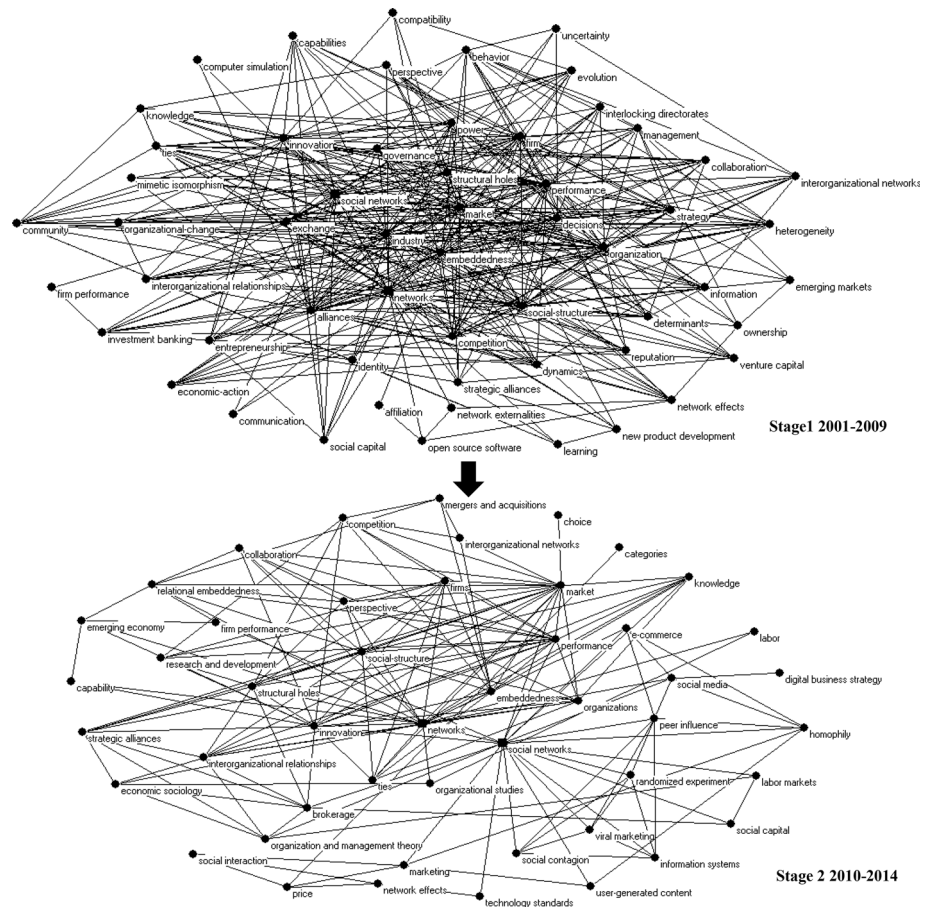 compatibility
uncertainty
capabilities
behavior
computer simulation
perspective
evolution
knowledge
interlocking directorates
power
management
innovation
firm
ties
governance
collaboration
structural holes
mimetic isomorphism
performance
interorganizational networks
social networks
market
strategy
community
organizational-change
exchange
decisions
heterogeneity
industry
organization
embeddedness
interorganizational relationships
information
emerging markets
firm performance
networks
alliances
social-structure
determinants
ownership
investment banking
entrepreneurship
competition
reputation
venture capital
identity
dynamics
economic-action
strategic alliances
network effects
communication
affiliation
network externalities
Stage1 2001-2009
new product development
social capital
open source software
learning
mergers and acquisitions
competition
choice
interorganizational networks
collaboration
categories
relational embeddedness
firms
market
knowledge
perspective
emerging economy
firm performance
e-commerce
labor
performance
research and development
social-structure
capability
structural holes
embeddedness
social media
digital business strategy
organizations
strategic alliances
innovation
networks
peer influence
homophily
interorganizational relationships
social networks
economic sociology
ties
organizational studies
randomized experiment
labor markets
brokerage
viral marketing
social capital
organization and management theory
social interaction
marketing
social contagion
information systems
Stage 2 2010-2014
price
network effects
user-generated content
technology standards